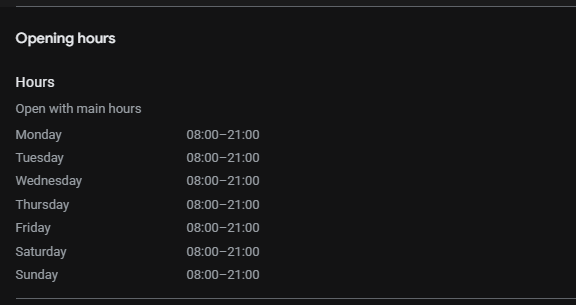 Opening hours
Hours
Open with main hours
Monday 08:00–21:00
Tuesday 08:00–21:00
Wednesday 08:00–21:00
Thursday 08:00–21:00
Friday 08:00–21:00
Saturday 08:00–21:00
Sunday 08:00–21:00